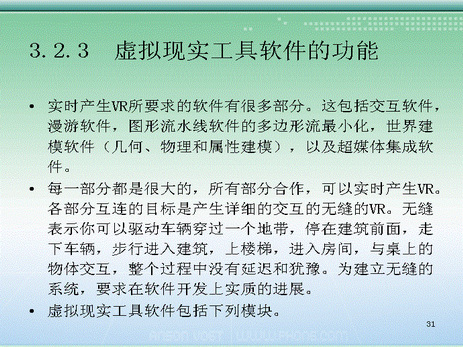 3.2.3 虚拟现实工具软件的功能
• 实时产生VR所要求的软件有很多部分。这包括交互软件，
漫游软件，图形流水线软件的多边形流最小化，世界建
模软件（几何、物理和属性建模），以及超媒体集成软
件。
• 每一部分都是很大的，所有部分合作，可以实时产生VR。
各部分互连的目标是产生详细的交互的无缝的VR。无缝
表示你可以驱动车辆穿过一个地带，停在建筑前面，走
下车辆，步行进入建筑，上楼梯，进入房间，与桌上的
物体交互，整个过程中没有延迟和犹豫。为建立无缝的
系统，要求在软件开发上实质的进展。
• 虚拟现实工具软件包括下列模块。
31